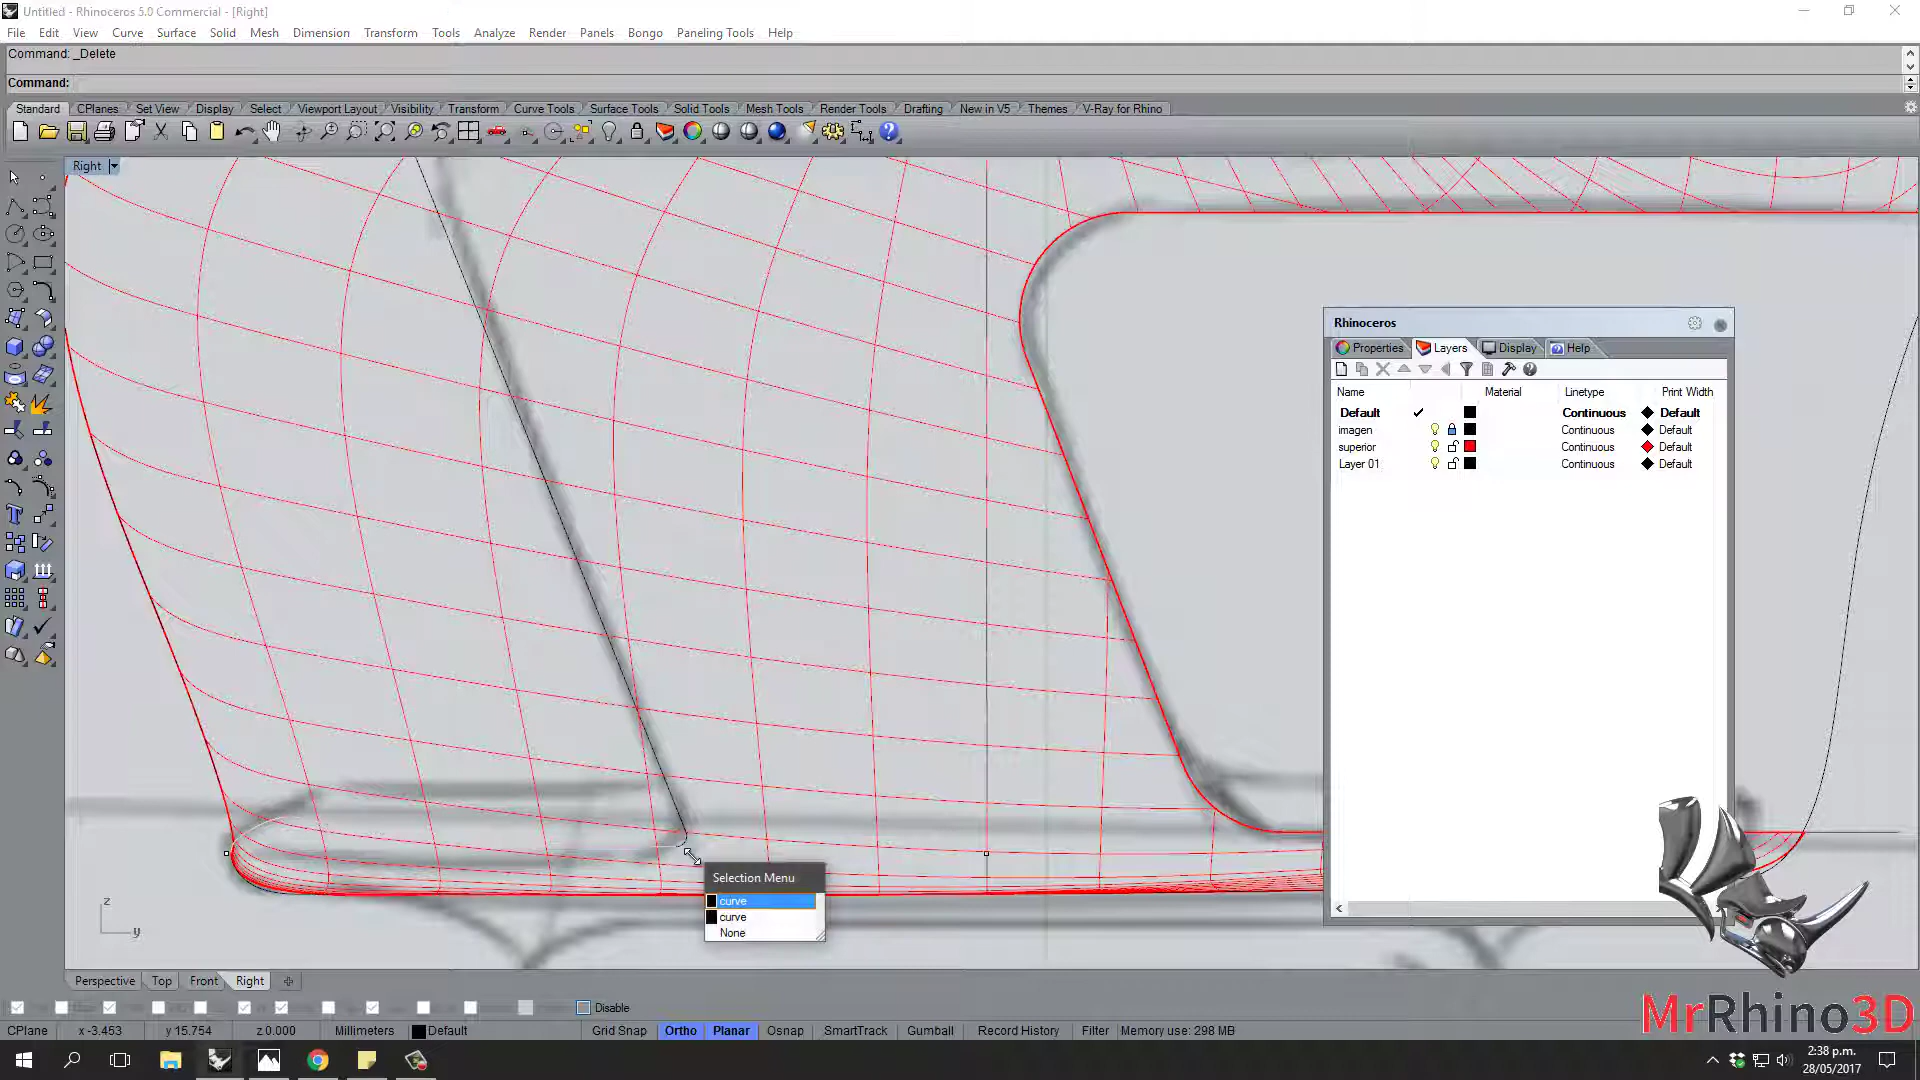 Untitled - Rhinoceros 5.0 Commercial - [Right]
File Edit View Curve Surface Solid Mesh Dimension Transform Tools Analyze Render Panels Bongo Paneling Tools Help
Command: _Delete
Command:
Standard CPlanes Set View Display Select Viewport Layout Visibility Transform Curve Tools Surface Tools Solid Tools Mesh Tools Render Tools Drafting New in V5 Themes V-Ray for Rhino
Right
Rhinoceros
Properties Layers Display Help
Name Material Linetype Print Width
Default Continuous Default
imagen Continuous Default
superior Continuous Default
Layer 01 Continuous Default
Selection Menu
curve
curve
None
z
y
Perspective Top Front Right
Disable
CPlane x -3.453 y 15.754 z 0.000 Millimeters Default Grid Snap Ortho Planar Osnap SmartTrack Gumball Record History Filter Memory use: 298 MB
MrRhino3D
2:38 p.m.
28/05/2017